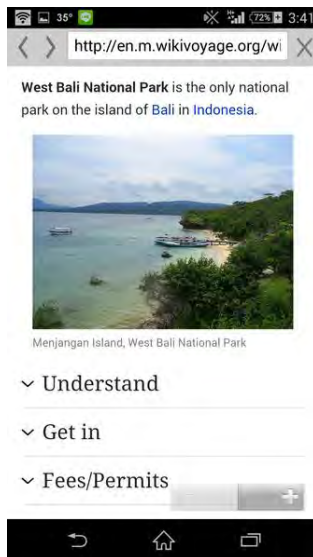 35° 72% 3:41
http://en.m.wikivoyage.org/wi
West Bali National Park is the only national
park on the island of Bali in Indonesia.
Menjangan Island, West Bali National Park
Understand
Get in
Fees/Permits